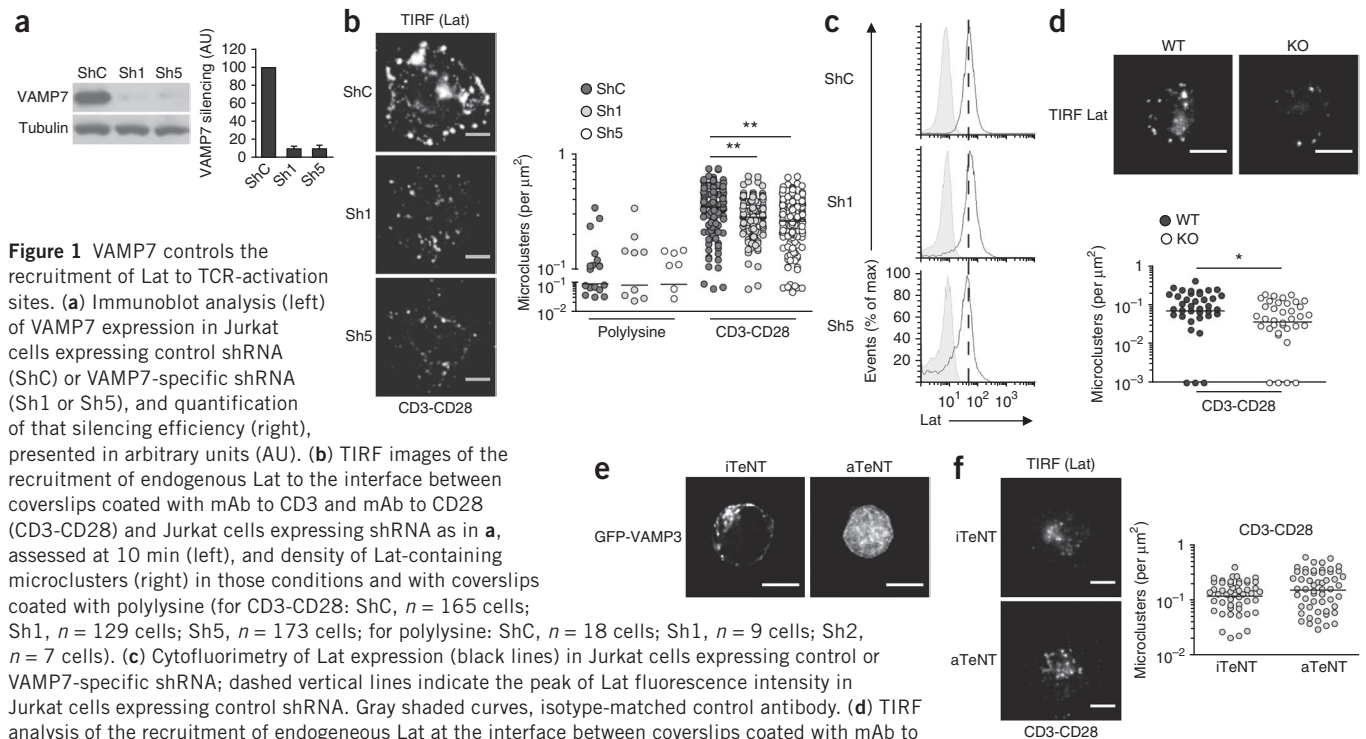 a
ShC Sh1 Sh5
VAMP7
Tubulin
VAMP7 silencing (AU)
120
100
80
60
40
20
0
ShC
Sh1
Sh5
b
TIRF (Lat)
ShC
Sh1
Sh5
CD3-CD28
ShC
Sh1
Sh5
Microclusters (per µm²)
1
10⁻¹
10⁻¹
10⁻²
**
**
Polylysine
CD3-CD28
c
ShC
Sh1
Sh5
Events (% of max)
100
80
60
40
20
10¹ 10² 10³
Lat
d
WT
KO
TIRF Lat
WT
KO
Microclusters (per µm²)
1
10⁻¹
10⁻²
10⁻³
*
CD3-CD28
e
iTeNT
aTeNT
GFP-VAMP3
f
TIRF (Lat)
iTeNT
aTeNT
CD3-CD28
CD3-CD28
Microclusters (per µm²)
1
10⁻¹
10⁻²
iTeNT
aTeNT
Figure 1 VAMP7 controls the
recruitment of Lat to TCR-activation
sites. (a) Immunoblot analysis (left)
of VAMP7 expression in Jurkat
cells expressing control shRNA
(ShC) or VAMP7-specific shRNA
(Sh1 or Sh5), and quantification
of that silencing efficiency (right),
presented in arbitrary units (AU). (b) TIRF images of the
recruitment of endogenous Lat to the interface between
coverslips coated with mAb to CD3 and mAb to CD28
(CD3-CD28) and Jurkat cells expressing shRNA as in a,
assessed at 10 min (left), and density of Lat-containing
microclusters (right) in those conditions and with coverslips
coated with polylysine (for CD3-CD28: ShC, n = 165 cells;
Sh1, n = 129 cells; Sh5, n = 173 cells; for polylysine: ShC, n = 18 cells; Sh1, n = 9 cells; Sh2,
n = 7 cells). (c) Cytofluorimetry of Lat expression (black lines) in Jurkat cells expressing control or
VAMP7-specific shRNA; dashed vertical lines indicate the peak of Lat fluorescence intensity in
Jurkat cells expressing control shRNA. Gray shaded curves, isotype-matched control antibody. (d) TIRF
analysis of the recruitment of endogeneous Lat at the interface between coverslips coated with mAb to